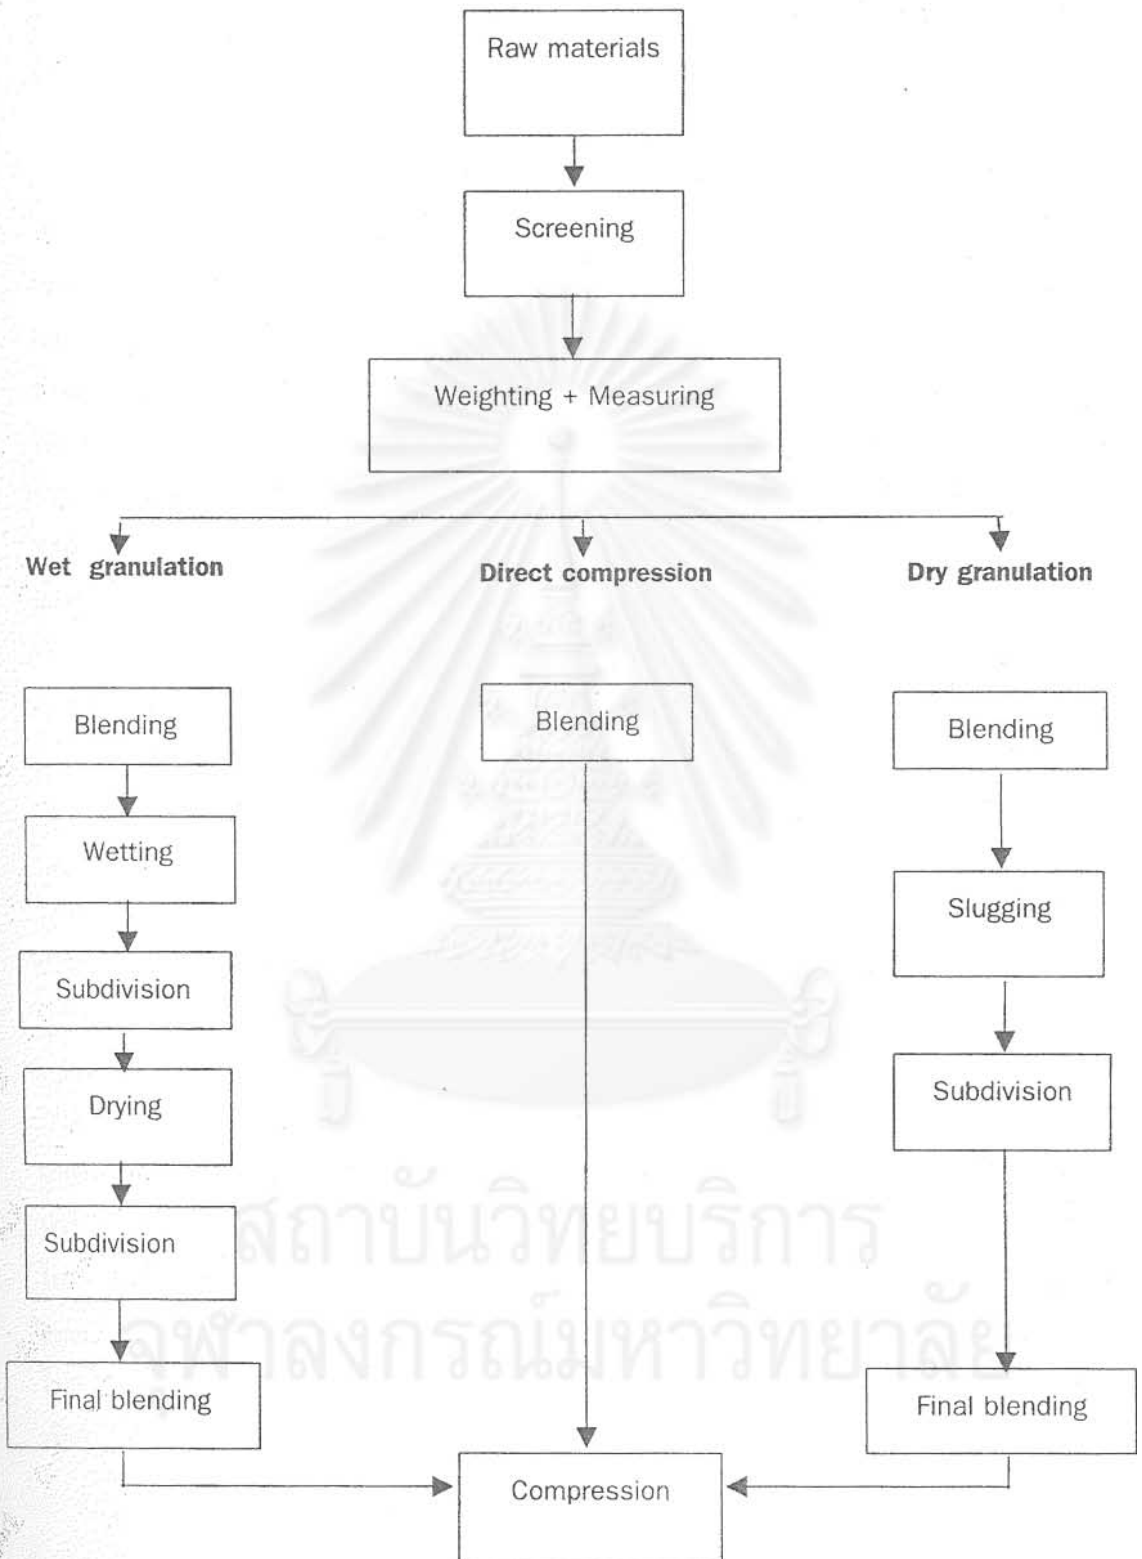 Raw materials
Screening
Weighting + Measuring
Wet granulation
Direct compression
Dry granulation
Blending
Wetting
Subdivision
Drying
Subdivision
Final blending
Blending
Blending
Slugging
Subdivision
Final blending
Compression
สถาบันวิทยบริการ
จุฬาลงกรณ์มหาวิทยาลัย